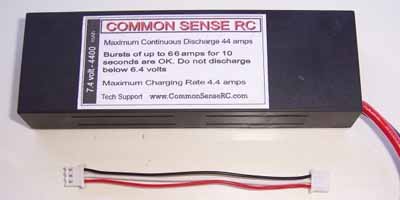 COMMON SENSE RC
Maximum Continuous Discharge 44 amps
Bursts of up to 66 amps for 10
seconds are OK. Do not discharge
below 6.4 volts
Maximum Charging Rate 4.4 amps
Tech Support www.CommonSenseRC.com
7.4 volt - 4400 mAh